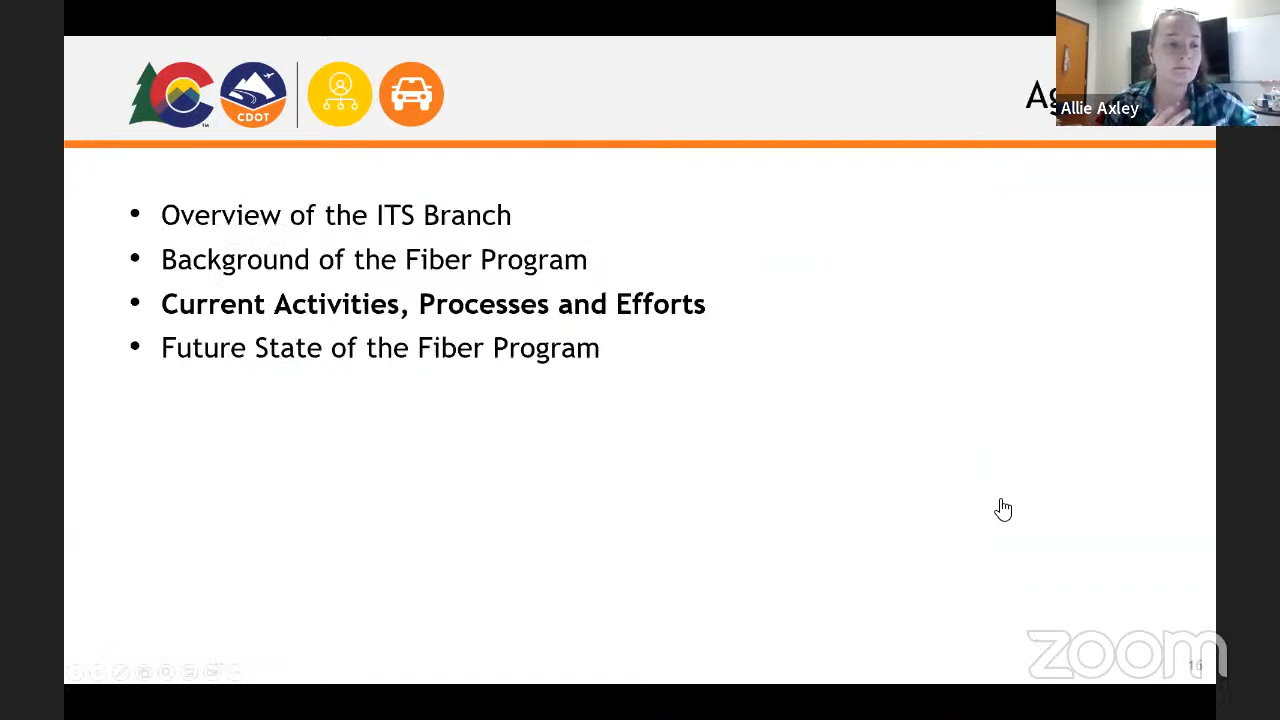 CDOT
Allie Axley
• Overview of the ITS Branch
• Background of the Fiber Program
• Current Activities, Processes and Efforts
• Future State of the Fiber Program
zoom
16